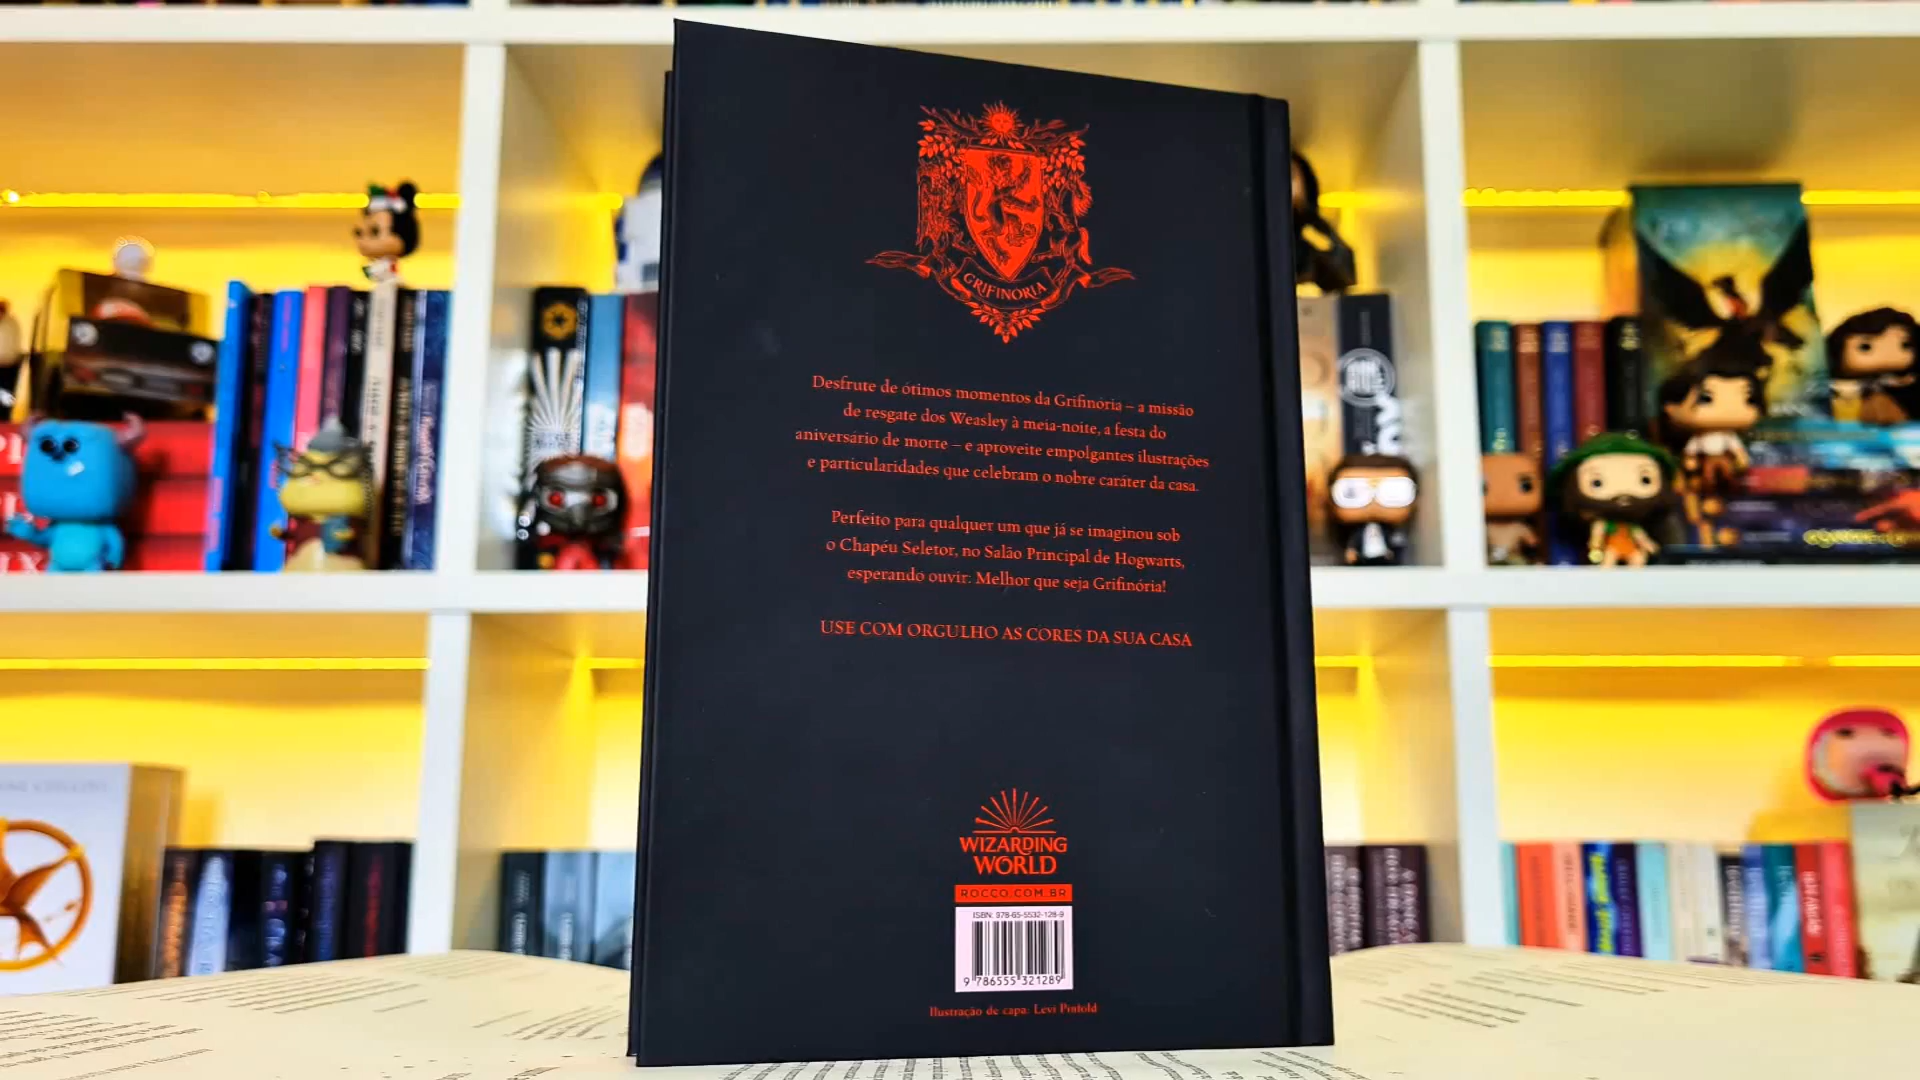 GRIFINÓRIA
Desfrute de ótimos momentos da Grifinória – a missão
de resgate dos Weasley à meia-noite, a festa do
aniversário de morte – e aproveite empolgantes ilustrações
e particularidades que celebram o nobre caráter da casa.
Perfeito para qualquer um que já se imaginou sob
o Chapéu Seletor, no Salão Principal de Hogwarts,
esperando ouvir: Melhor que seja Grifinória!
USE COM ORGULHO AS CORES DA SUA CASA
WIZARDING
WORLD
ROCCO.COM.BR
ISBN: 978-65-5532-128-9
9 786555 321289
Ilustração de capa: Levi Pinfold